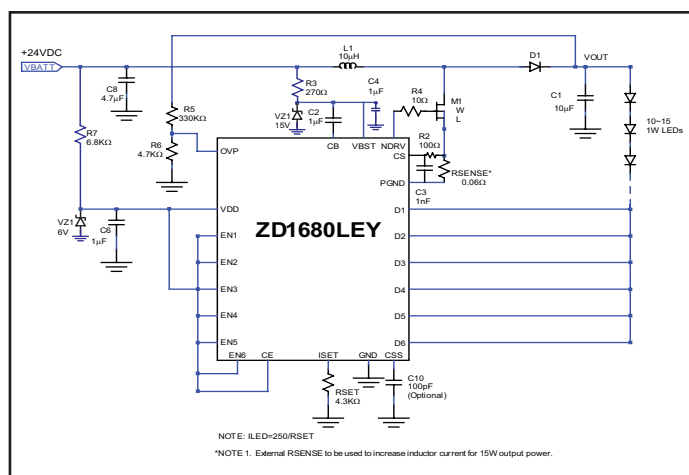 +24VDC
VBATT
C8
4.7µF
R7
6.8KΩ
VZ1
6V
C6
1µF
R5
330KΩ
R6
4.7KΩ
L1
10µH
R3
270Ω
VZ1
15V
C2
1µF
C4
1µF
R4
10Ω
M1
W
L
D1
VOUT
C1
10µF
10~15
1W LEDs
R2
100Ω
RSENSE*
0.06Ω
C3
1nF
OVP
CB
VBST
NDRV
CS
PGND
VDD
EN1
EN2
EN3
EN4
EN5
EN6
CE
ISET
GND
CSS
D1
D2
D3
D4
D5
D6
ZD1680LEY
RSET
4.3KΩ
C10
100pF
(Optional)
NOTE: ILED=250/RSET
*NOTE 1. External RSENSE to be used to increase inductor current for 15W output power.